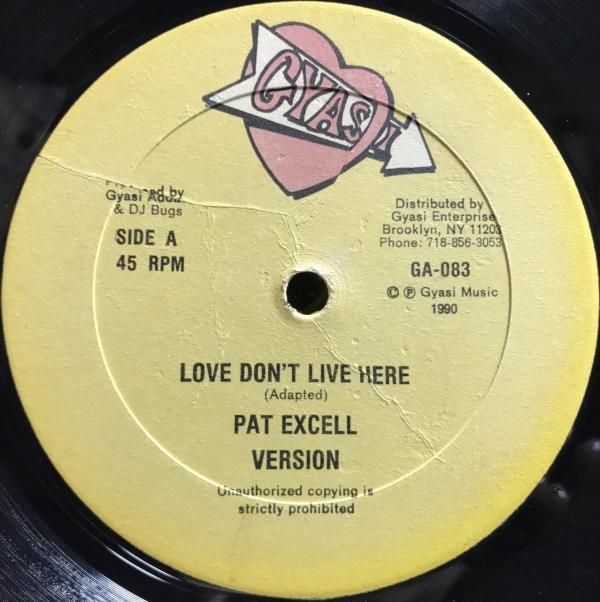 GYASI
Produced by
Gyasi Addae
& DJ Bugs
SIDE A
45 RPM
Distributed by
Gyasi Enterprise
Brooklyn, NY 11203
Phone: 718-856-3053
GA-083
© ℗ Gyasi Music
1990
LOVE DON'T LIVE HERE
(Adapted)
PAT EXCELL
VERSION
Unauthorized copying is
strictly prohibited